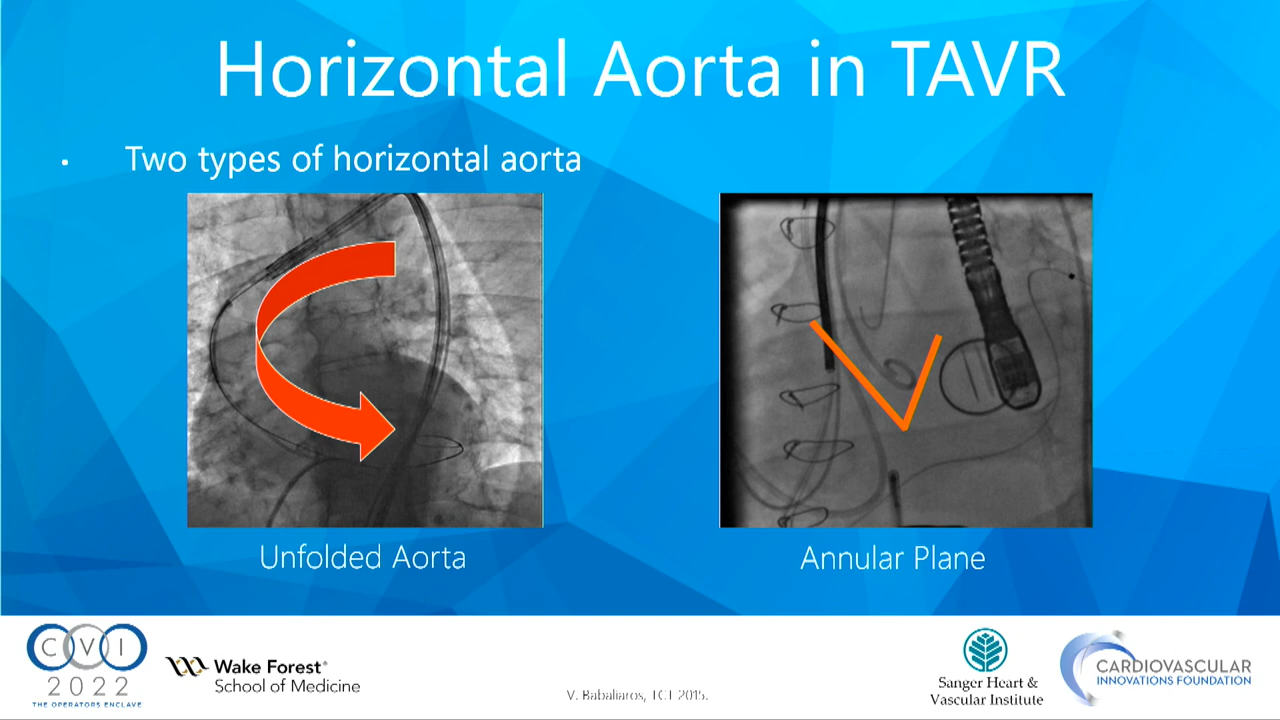 Horizontal Aorta in TAVR
• Two types of horizontal aorta
Unfolded Aorta
Annular Plane
CVI
2022
THE OPERATORS ENCLAVE
Wake Forest®
School of Medicine
V. Babaliaros, TCT 2015.
Sanger Heart &
Vascular Institute
CARDIOVASCULAR
INNOVATIONS FOUNDATION